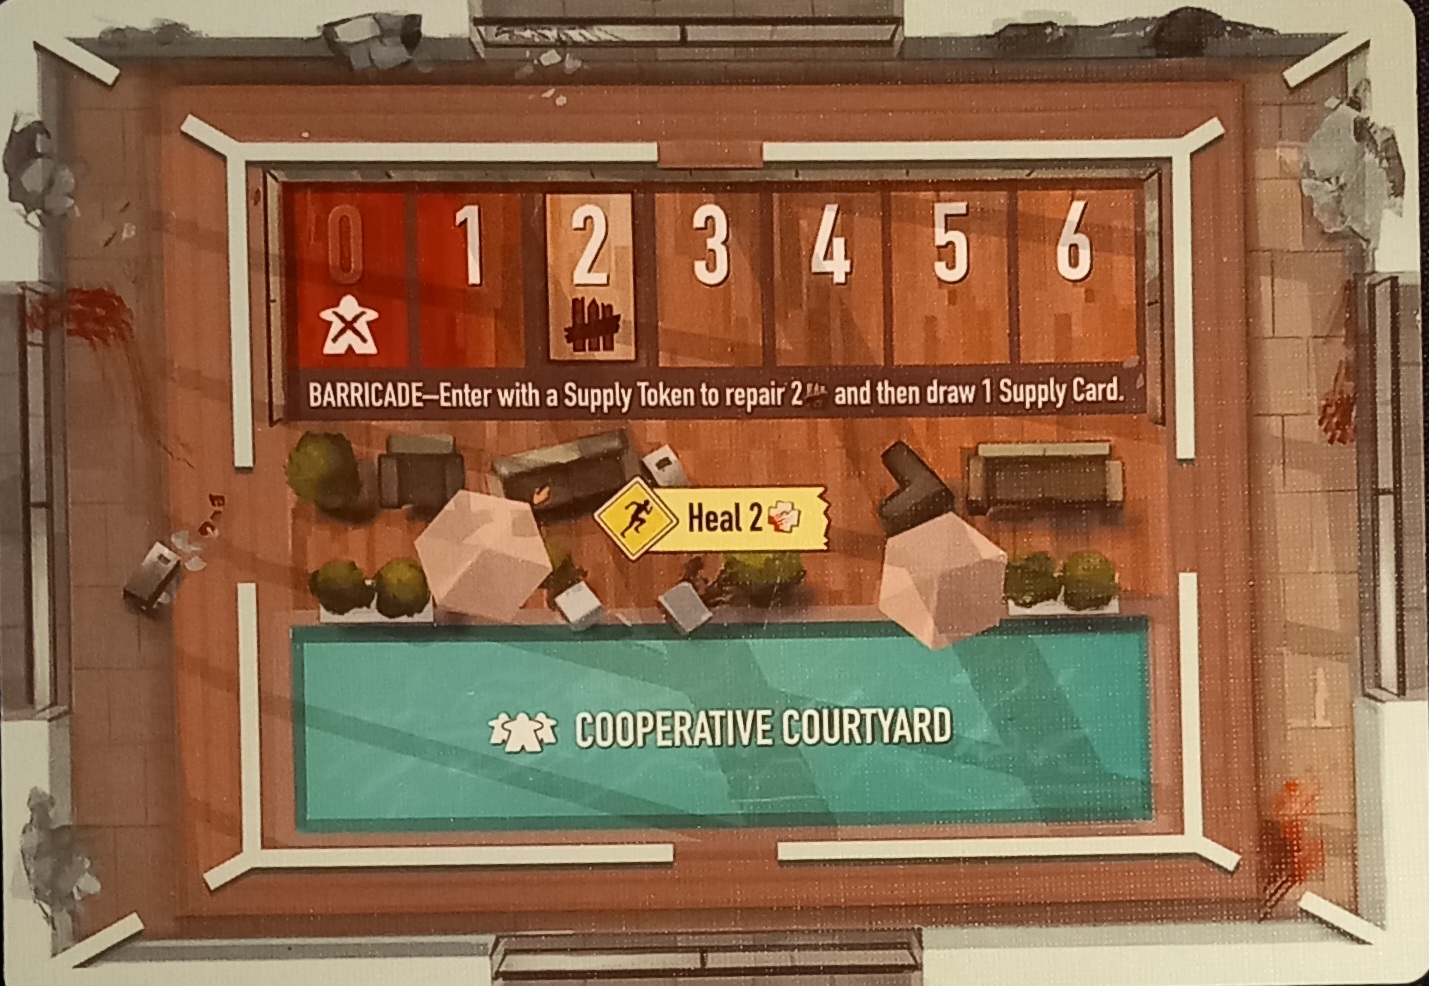 0 1 2 3 4 5 6
BARRICADE–Enter with a Supply Token to repair 2 and then draw 1 Supply Card.
Heal 2
COOPERATIVE COURTYARD